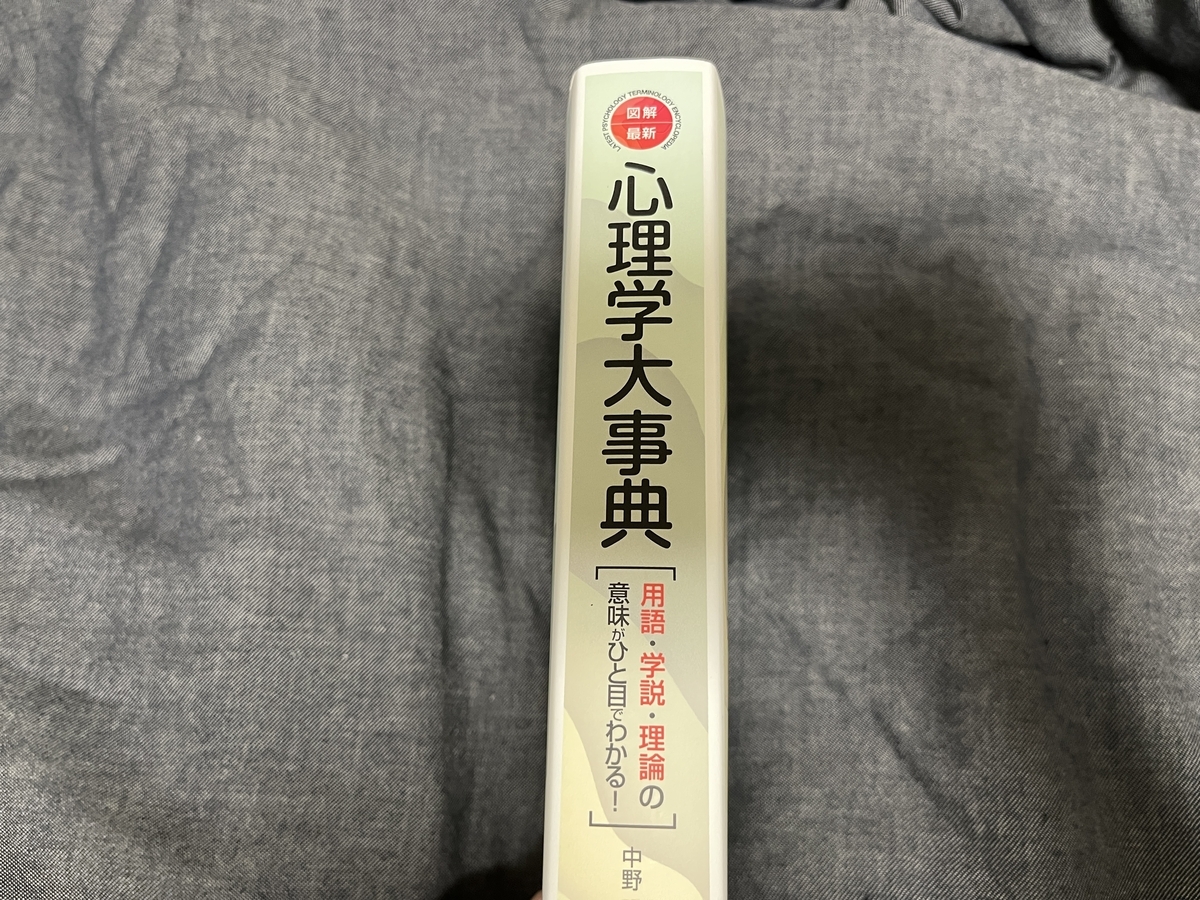 LATEST PSYCHOLOGY TERMINOLOGY ENCYCLOPEDIA
図解
最新
心理学大事典
用語・学説・理論の
意味がひと目でわかる!
中野